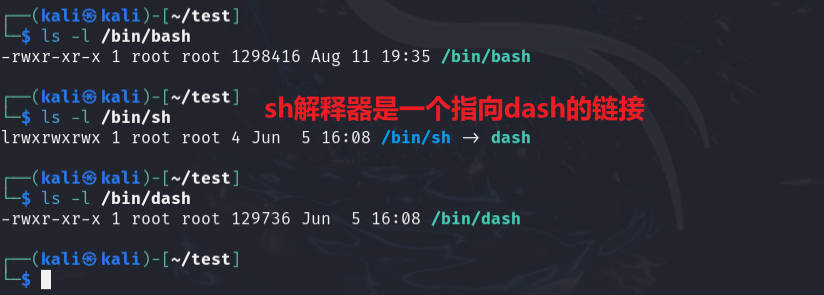 ┌──(kali㉿kali)-[~/test]
└─$ ls -l /bin/bash
-rwxr-xr-x 1 root root 1298416 Aug 11 19:35 /bin/bash
┌──(kali㉿kali)-[~/test]
└─$ ls -l /bin/sh
sh解释器是一个指向dash的链接
lrwxrwxrwx 1 root root 4 Jun  5 16:08 /bin/sh -> dash
┌──(kali㉿kali)-[~/test]
└─$ ls -l /bin/dash
-rwxr-xr-x 1 root root 129736 Jun  5 16:08 /bin/dash
┌──(kali㉿kali)-[~/test]
└─$